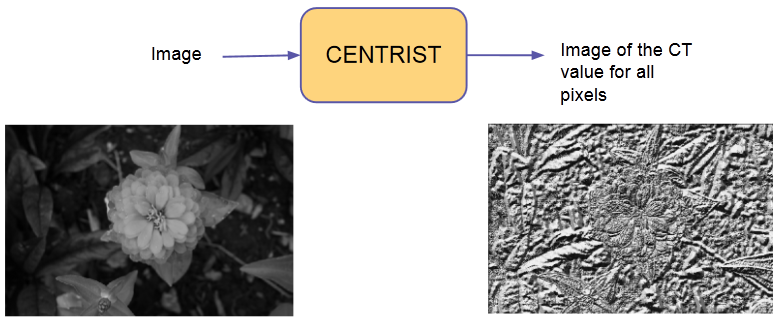 Image
CENTRIST
Image of the CT
value for all
pixels